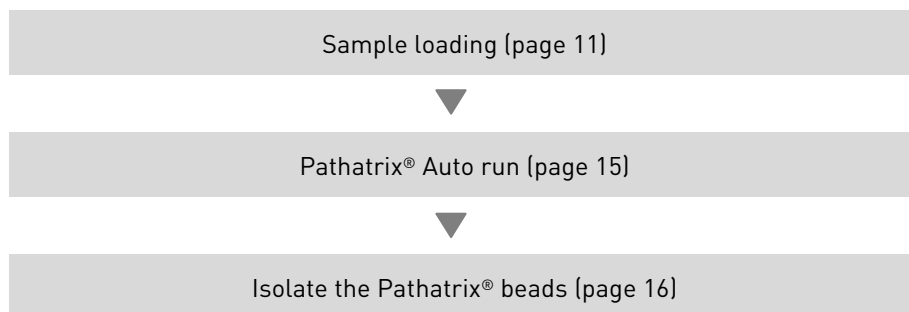 Sample loading (page 11)
Pathatrix® Auto run (page 15)
Isolate the Pathatrix® beads (page 16)